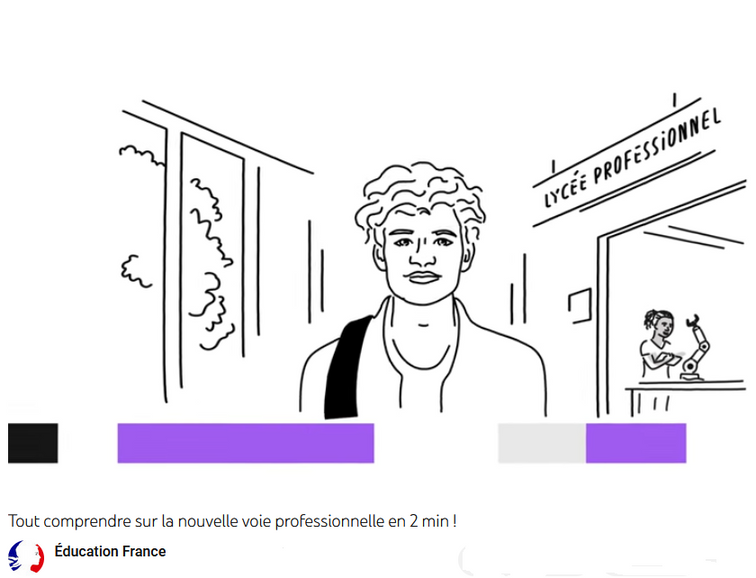 LYCÉE PROFESSIONNEL
Tout comprendre sur la nouvelle voie professionnelle en 2 min !
Éducation France